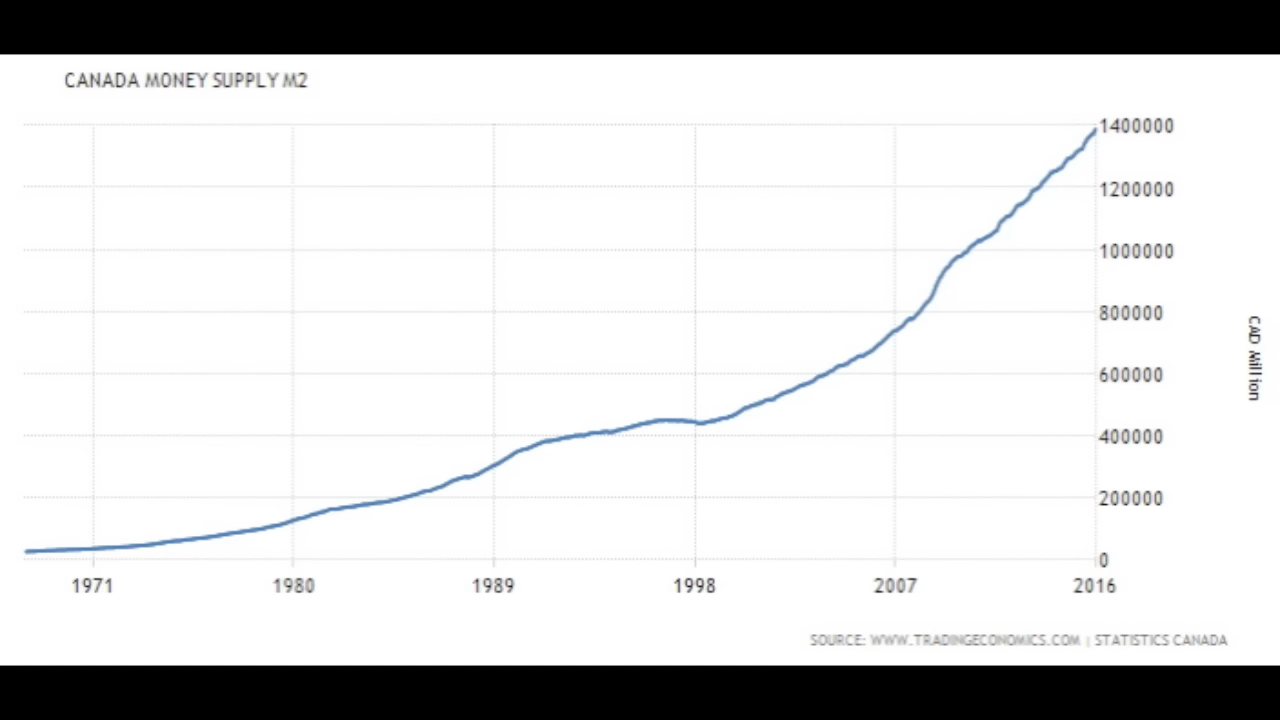 CANADA MONEY SUPPLY M2
1400000
1200000
1000000
800000
600000
400000
200000
0
CAD Million
1971 1980 1989 1998 2007 2016
SOURCE: WWW.TRADINGECONOMICS.COM | STATISTICS CANADA